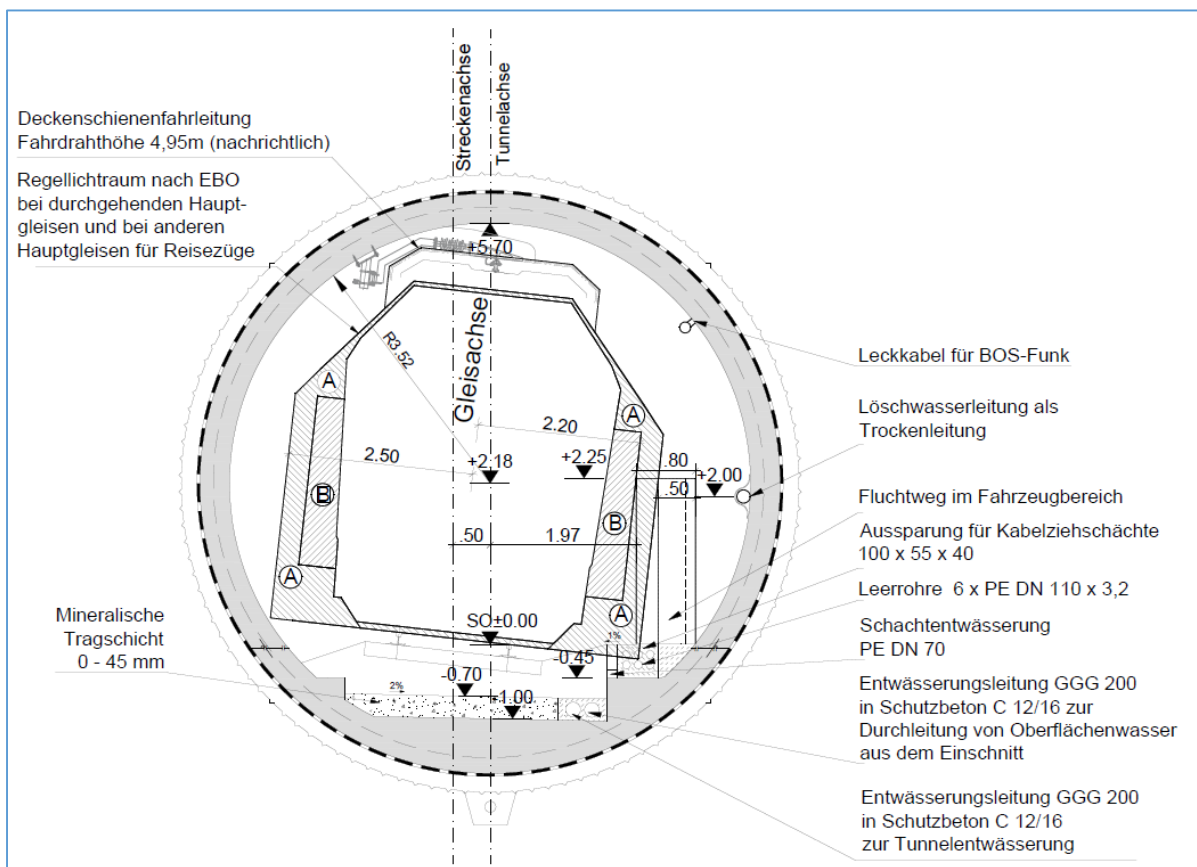 Streckenachse
Tunnelachse
Deckenschienenfahrleitung
Fahrdrahthöhe 4,95m (nachrichtlich)
Regellichtraum nach EBO
bei durchgehenden Haupt-
gleisen und bei anderen
Hauptgleisen für Reisezüge
+5.70
R3.52
Gleisachse
A
A
2.20
2.50
+2.18
+2.25
.80
+2.00
.50
B
B
.50
1.97
A
A
SO±0.00
1%
-0.45
-0.70
2%
-1.00
Mineralische
Tragschicht
0 - 45 mm
Leckkabel für BOS-Funk
Löschwasserleitung als
Trockenleitung
Fluchtweg im Fahrzeugbereich
Aussparung für Kabelziehschächte
100 x 55 x 40
Leerrohre 6 x PE DN 110 x 3,2
Schachtentwässerung
PE DN 70
Entwässerungsleitung GGG 200
in Schutzbeton C 12/16 zur
Durchleitung von Oberflächenwasser
aus dem Einschnitt
Entwässerungsleitung GGG 200
in Schutzbeton C 12/16
zur Tunnelentwässerung